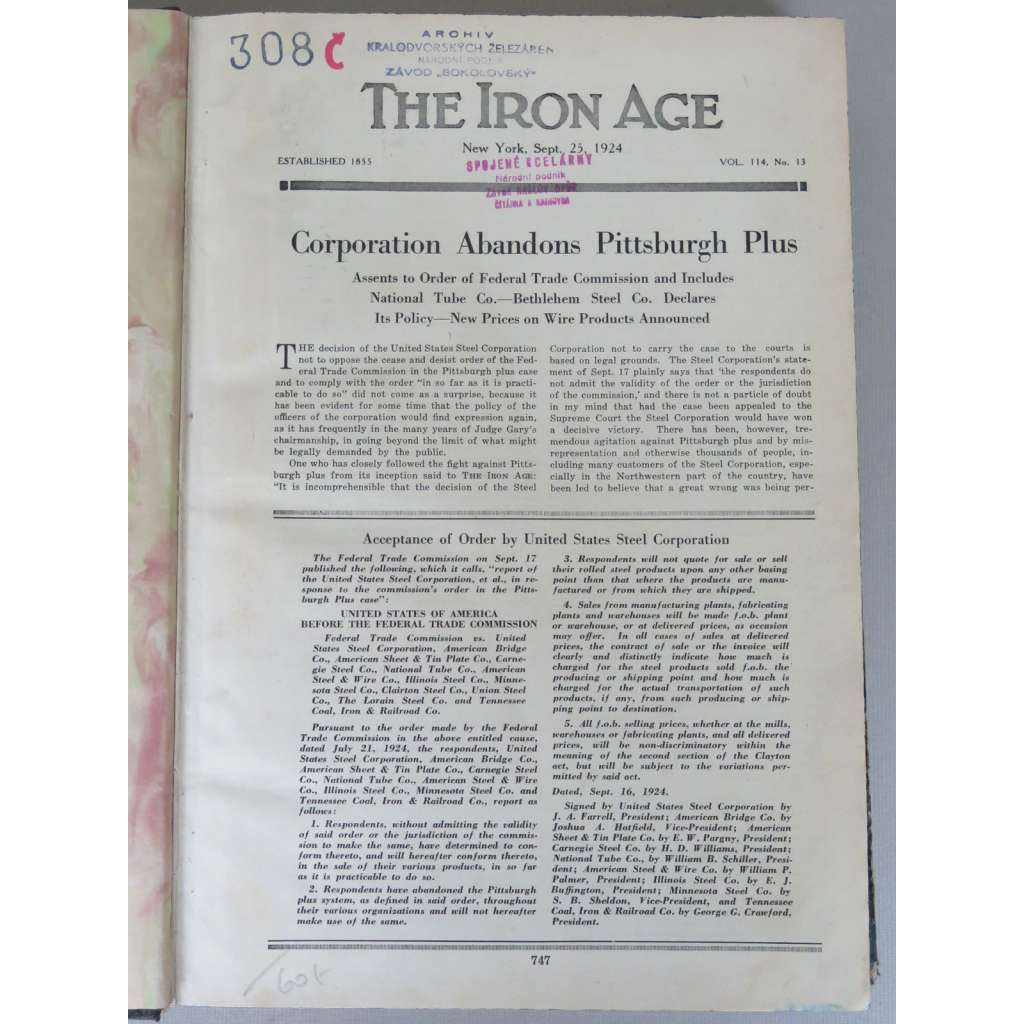 308 č
ARCHIV
KRALODVORSKÝCH ŽELEZÁREN
NÁRODNÍ PODNIK
ZÁVOD „SOKOLOVSKÝ“
THE IRON AGE
New York, Sept. 25, 1924
ESTABLISHED 1855
VOL. 114, No. 13
SPOJENÉ OCELÁRNY
Národní podnik
Corporation Abandons Pittsburgh Plus
Assents to Order of Federal Trade Commission and Includes
National Tube Co.—Bethlehem Steel Co. Declares
Its Policy—New Prices on Wire Products Announced
THE decision of the United States Steel Corporation
not to oppose the cease and desist order of the Fed-
eral Trade Commission in the Pittsburgh plus case
and to comply with the order “in so far as it is practi-
cable to do so” did not come as a surprise, because it
has been evident for some time that the policy of the
officers of the corporation would find expression again,
as it has frequently in the many years of Judge Gary’s
chairmanship, in going beyond the limit of what might
be legally demanded by the public.
One who has closely followed the fight against Pitts-
burgh plus from its inception said to THE IRON AGE:
“It is incomprehensible that the decision of the Steel
Corporation not to carry the case to the courts is
based on legal grounds. The Steel Corporation’s state-
ment of Sept. 17 plainly says that ‘the respondents do
not admit the validity of the order or the jurisdiction
of the commission,’ and there is not a particle of doubt
in my mind that had the case been appealed to the
Supreme Court the Steel Corporation would have won
a decisive victory. There has been, however, tre-
mendous agitation against Pittsburgh plus and by mis-
representation and otherwise thousands of people, in-
cluding many customers of the Steel Corporation, espe-
cially in the Northwestern part of the country, have
been led to believe that a great wrong was being per-
Acceptance of Order by United States Steel Corporation
The Federal Trade Commission on Sept. 17
published the following, which it calls, “report of
the United States Steel Corporation, et al., in re-
sponse to the commission’s order in the Pitts-
burgh Plus case”:
UNITED STATES OF AMERICA
BEFORE THE FEDERAL TRADE COMMISSION
Federal Trade Commission vs. United
States Steel Corporation, American Bridge
Co., American Sheet & Tin Plate Co., Carne-
gie Steel Co., National Tube Co., American
Steel & Wire Co., Illinois Steel Co., Minne-
sota Steel Co., Clairton Steel Co., Union Steel
Co., The Lorain Steel Co. and Tennessee
Coal, Iron & Railroad Co.
Pursuant to the order made by the Federal
Trade Commission in the above entitled cause,
dated July 21, 1924, the respondents, United
States Steel Corporation, American Bridge Co.,
American Sheet & Tin Plate Co., Carnegie Steel
Co., National Tube Co., American Steel & Wire
Co., Illinois Steel Co., Minnesota Steel Co. and
Tennessee Coal, Iron & Railroad Co., report as
follows:
1. Respondents, without admitting the validity
of said order or the jurisdiction of the commis-
sion to make the same, have determined to con-
form thereto, and will hereafter conform thereto,
in the sale of their various products, in so far
as it is practicable to do so.
2. Respondents have abandoned the Pittsburgh
plus system, as defined in said order, throughout
their various organizations and will not hereafter
make use of the same.
3. Respondents will not quote for sale or sell
their rolled steel products upon any other basing
point than that where the products are manu-
factured or from which they are shipped.
4. Sales from manufacturing plants, fabricating
plants and warehouses will be made f.o.b. plant
or warehouse, or at delivered prices, as occasion
may offer. In all cases of sales at delivered
prices, the contract of sale or the invoice will
clearly and distinctly indicate how much is
charged for the steel products sold f.o.b. the
producing or shipping point and how much is
charged for the actual transportation of such
products, if any, from such producing or ship-
ping point to destination.
5. All f.o.b. selling prices, whether at the mills,
warehouses or fabricating plants, and all delivered
prices, will be non-discriminatory within the
meaning of the second section of the Clayton
act, but will be subject to the variations per-
mitted by said act.
Dated, Sept. 16, 1924.
Signed by United States Steel Corporation by
J. A. Farrell, President; American Bridge Co. by
Joshua A. Hatfield, Vice-President; American
Sheet & Tin Plate Co. by E. W. Pargny, President;
Carnegie Steel Co. by H. D. Williams, President;
National Tube Co., by William B. Schiller, Presi-
dent; American Steel & Wire Co. by William P.
Palmer, President; Illinois Steel Co. by E. J.
Buffington, President; Minnesota Steel Co. by
S. B. Sheldon, Vice-President, and Tennessee
Coal, Iron & Railroad Co. by George G. Crawford,
President.
747